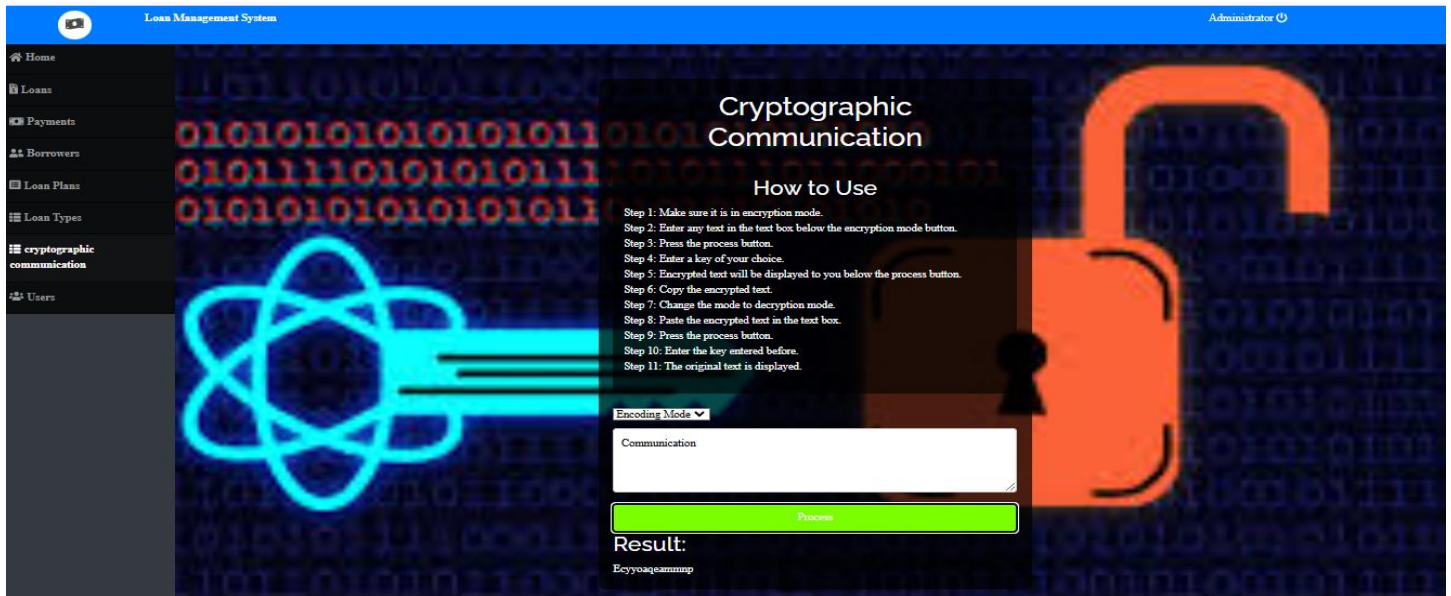 Loan Management System
Administrator
Home
Loans
Payments
Borrowers
Loan Plans
Loan Types
cryptographic
communication
Users
Cryptographic
Communication
How to Use
Step 1: Make sure it is in encryption mode.
Step 2: Enter any text in the text box below the encryption mode button.
Step 3: Press the process button.
Step 4: Enter a key of your choice.
Step 5: Encrypted text will be displayed to you below the process button.
Step 6: Copy the encrypted text.
Step 7: Change the mode to decryption mode.
Step 8: Paste the encrypted text in the text box.
Step 9: Press the process button.
Step 10: Enter the key entered before.
Step 11: The original text is displayed.
Encoding Mode
Communication
Process
Result:
Ecyyoaqeammnp